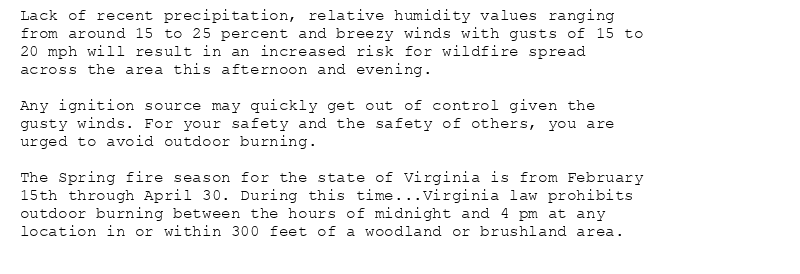 Lack of recent precipitation, relative humidity values ranging
from around 15 to 25 percent and breezy winds with gusts of 15 to
20 mph will result in an increased risk for wildfire spread
across the area this afternoon and evening.
Any ignition source may quickly get out of control given the
gusty winds. For your safety and the safety of others, you are
urged to avoid outdoor burning.
The Spring fire season for the state of Virginia is from February
15th through April 30. During this time...Virginia law prohibits
outdoor burning between the hours of midnight and 4 pm at any
location in or within 300 feet of a woodland or brushland area.